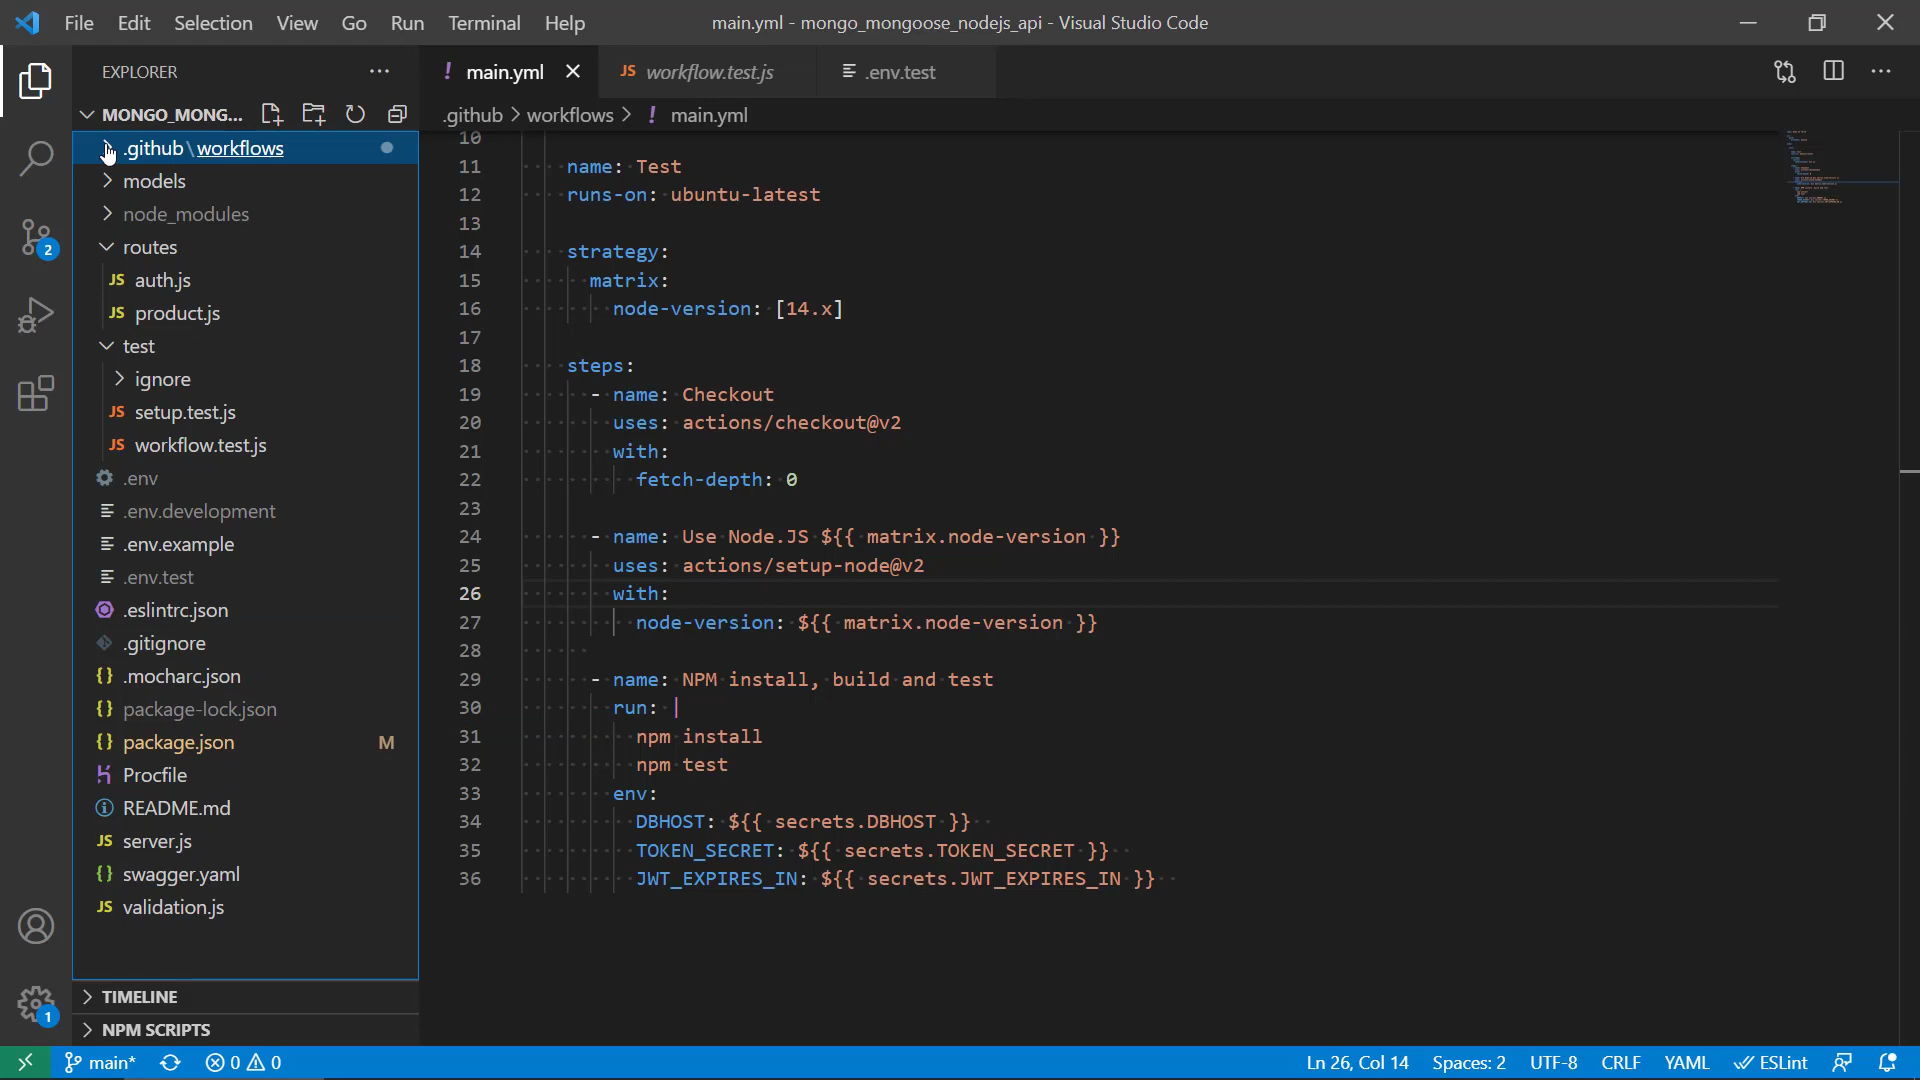 File Edit Selection View Go Run Terminal Help
main.yml - mongo_mongoose_nodejs_api - Visual Studio Code
EXPLORER
MONGO_MONG...
.github\workflows
models
node_modules
routes
JS auth.js
JS product.js
test
ignore
JS setup.test.js
JS workflow.test.js
.env
.env.development
.env.example
.env.test
.eslintrc.json
.gitignore
{} .mocharc.json
{} package-lock.json
{} package.json M
Procfile
README.md
JS server.js
{} swagger.yaml
JS validation.js
TIMELINE
NPM SCRIPTS
2
1
! main.yml
JS workflow.test.js
.env.test
.github > workflows > ! main.yml
10
11 name: Test
12 runs-on: ubuntu-latest
13
14 strategy:
15 matrix:
16 node-version: [14.x]
17
18 steps:
19 - name: Checkout
20 uses: actions/checkout@v2
21 with:
22 fetch-depth: 0
23
24 - name: Use Node.JS ${{ matrix.node-version }}
25 uses: actions/setup-node@v2
26 with:
27 node-version: ${{ matrix.node-version }}
28
29 - name: NPM install, build and test
30 run: |
31 npm install
32 npm test
33 env:
34 DBHOST: ${{ secrets.DBHOST }}
35 TOKEN_SECRET: ${{ secrets.TOKEN_SECRET }}
36 JWT_EXPIRES_IN: ${{ secrets.JWT_EXPIRES_IN }}
main* 0 0 Ln 26, Col 14 Spaces: 2 UTF-8 CRLF YAML ESLint